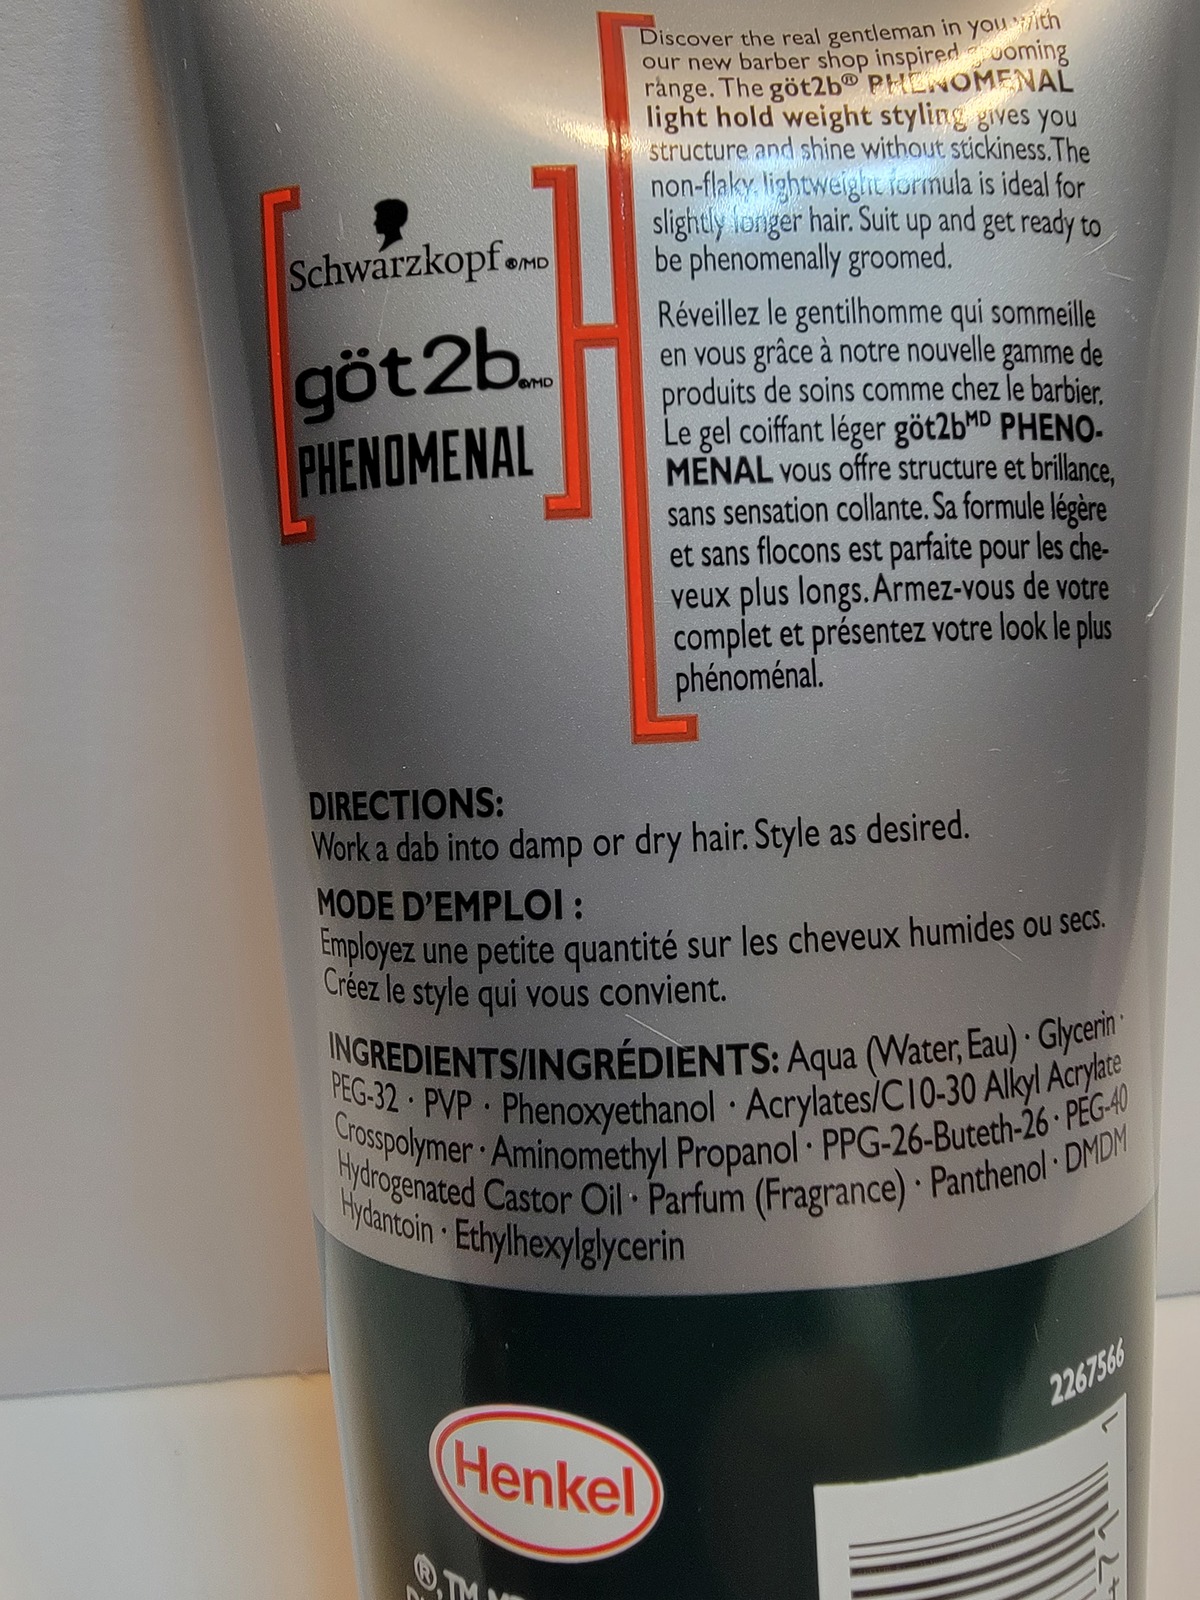 Discover the real gentleman in you with
our new barber shop inspired grooming
range. The göt2b® PHENOMENAL
light hold weight styling gives you
structure and shine without stickiness. The
non-flaky, lightweight formula is ideal for
slightly longer hair. Suit up and get ready to
be phenomenally groomed.
Réveillez le gentilhomme qui sommeille
en vous grâce à notre nouvelle gamme de
produits de soins comme chez le barbier.
Le gel coiffant léger göt2bMD PHENO-
MENAL vous offre structure et brillance,
sans sensation collante. Sa formule légère
et sans flocons est parfaite pour les che-
veux plus longs. Armez-vous de votre
complet et présentez votre look le plus
phénoménal.
Schwarzkopf ®/MD
göt2b ®/MD
PHENOMENAL
DIRECTIONS:
Work a dab into damp or dry hair. Style as desired.
MODE D'EMPLOI :
Employez une petite quantité sur les cheveux humides ou secs.
Créez le style qui vous convient.
INGREDIENTS/INGRÉDIENTS: Aqua (Water, Eau) · Glycerin ·
PEG-32 · PVP · Phenoxyethanol · Acrylates/C10-30 Alkyl Acrylate
Crosspolymer · Aminomethyl Propanol · PPG-26-Buteth-26 · PEG-40
Hydrogenated Castor Oil · Parfum (Fragrance) · Panthenol · DMDM
Hydantoin · Ethylhexylglycerin
2267566
Henkel
®,TM